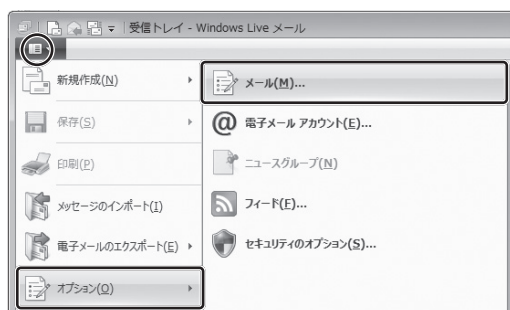 受信トレイ - Windows Live メール
新規作成(N)
保存(S)
印刷(P)
メッセージのインポート(I)
電子メールのエクスポート(E)
オプション(O)
メール(M)...
電子メール アカウント(E)...
ニュースグループ(N)
フィード(F)...
セキュリティのオプション(S)...